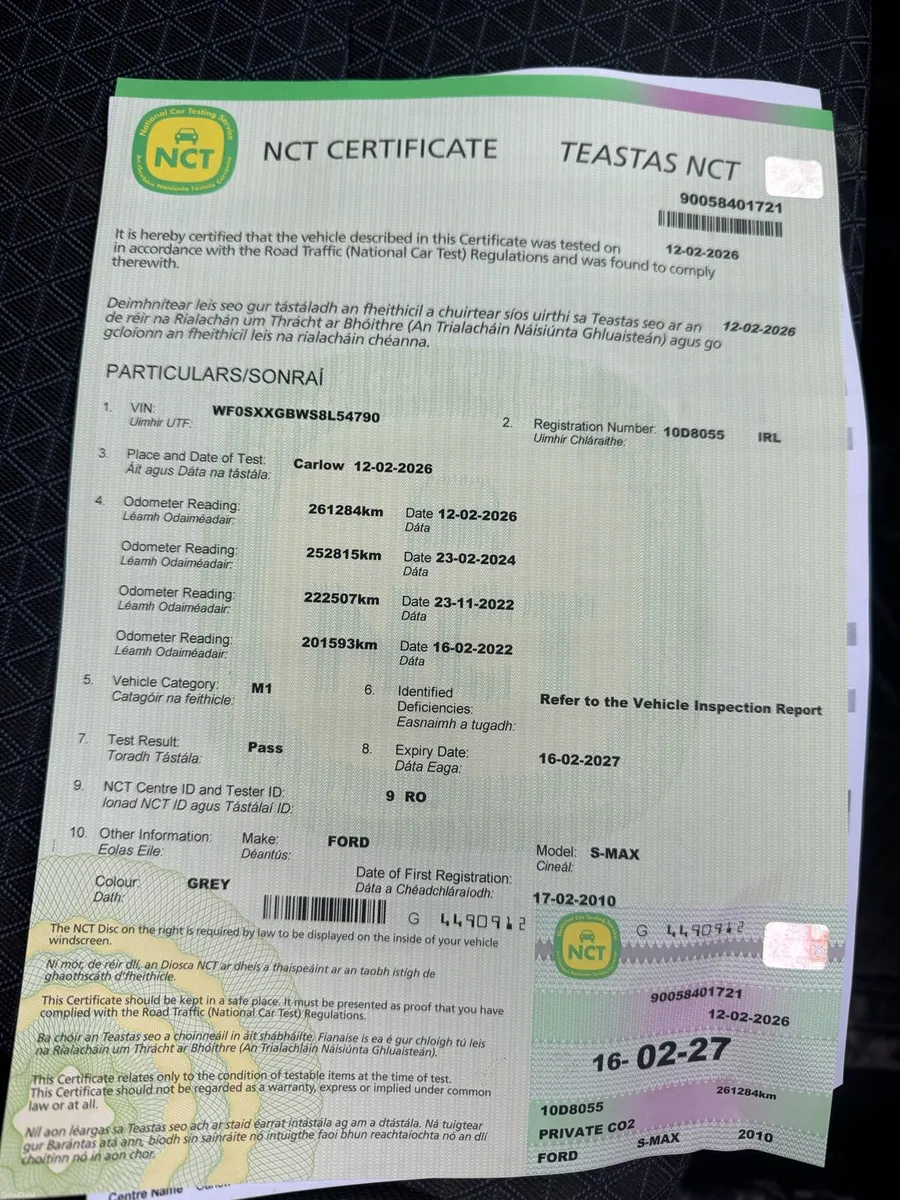 National Car Testing Service
NCT
An tSeirbhís Náisiúnta Tástála Carranna
NCT CERTIFICATE TEASTAS NCT
90058401721
It is hereby certified that the vehicle described in this Certificate was tested on 12-02-2026
in accordance with the Road Traffic (National Car Test) Regulations and was found to comply
therewith.
Deimhnítear leis seo gur tástáladh an fheithicil a chuirtear síos uirthi sa Teastas seo ar an 12-02-2026
de réir na Rialachán um Thrácht ar Bhóithre (An Trialacháin Náisiúnta Ghluaisteán) agus go
gcloíonn an fheithicil leis na rialacháin chéanna.
PARTICULARS/SONRAÍ
1. VIN: WF0SXXGBWS8L54790 2. Registration Number: 10D8055 IRL
Uimhir UTF: Uimhir Chláraithe:
3. Place and Date of Test: Carlow 12-02-2026
Áit agus Dáta na tástála:
4. Odometer Reading: 261284km Date 12-02-2026
Léamh Odaiméadair: Dáta
Odometer Reading: 252815km Date 23-02-2024
Léamh Odaiméadair: Dáta
Odometer Reading: 222507km Date 23-11-2022
Léamh Odaiméadair: Dáta
Odometer Reading: 201593km Date 16-02-2022
Léamh Odaiméadair: Dáta
5. Vehicle Category: M1 6. Identified
Catagóir na feithicle: Deficiencies: Refer to the Vehicle Inspection Report
Easnaimh a tugadh:
7. Test Result: Pass 8. Expiry Date: 16-02-2027
Toradh Tástála: Dáta Éaga:
9. NCT Centre ID and Tester ID: 9 RO
Ionad NCT ID agus Tástálaí ID:
10. Other Information: Make: FORD Model: S-MAX
Eolas Eile: Déantús: Cineál:
Colour: GREY Date of First Registration: 17-02-2010
Dath: Dáta a Chéadchláraíodh:
G 4490912
The NCT Disc on the right is required by law to be displayed on the inside of your vehicle
windscreen.
Ní mór, de réir dlí, an Diosca NCT ar dheis a thaispeáint ar an taobh istigh de
ghaothscáth d'fheithicle.
This Certificate should be kept in a safe place. It must be presented as proof that you have
complied with the Road Traffic (National Car Test) Regulations.
Ba chóir an Teastas seo a choinneáil in áit shábháilte. Fianaise is ea é gur chloígh tú leis
na Rialacháin um Thrácht ar Bhóithre (An Trialachláin Náisiúnta Ghluaisteán).
This Certificate relates only to the condition of testable items at the time of test.
This Certificate should not be regarded as a warranty, express or implied under common
law or at all.
Níl aon léargas sa Teastas seo ach ar staid éarraí intástála ag am a dtástála. Ná tuigtear
gur Barántas atá ann, bíodh sin sainráite nó intuigthe faoi bhun reachtaíochta nó an dlí
choitinn nó in aon chor.
NCT
G 4490912
90058401721
12-02-2026
16-02-27
261284km
10D8055
PRIVATE CO2
FORD S-MAX 2010
Centre Name